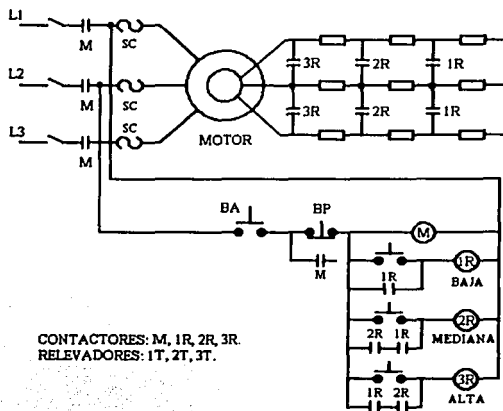 L1
M
SC
3R
2R
1R
L2
M
SC
3R
2R
1R
L3
M
SC
MOTOR
BA
BP
M
M
1R
1R
BAJA
2R
1R
2R
MEDIANA
1R
2R
3R
ALTA
CONTACTORES: M, 1R, 2R, 3R.
RELEVADORES: 1T, 2T, 3T.